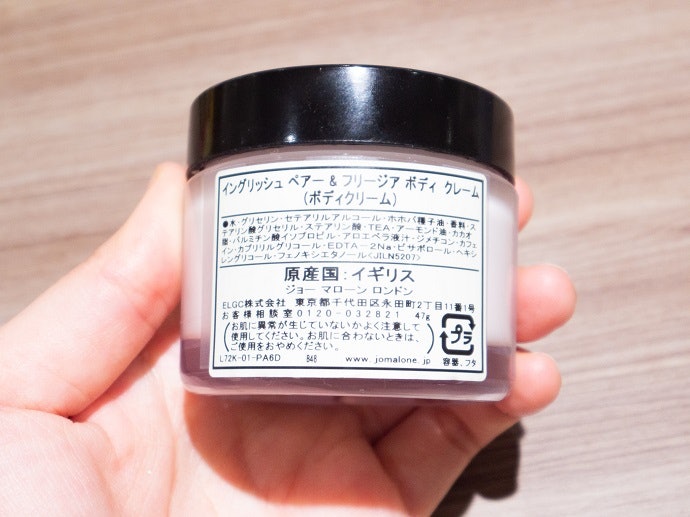 イングリッシュ ペアー & フリージア ボディ クレーム
(ボディクリーム)
●水・グリセリン・セテアリルアルコール・ホホバ種子油・香料・ス
テアリン酸グリセリル・ステアリン酸・TEA・アーモンド油・カカオ
脂・パルミチン酸イソプロピル・アロエベラ液汁・ジメチコン・カフェ
イン・カプリリルグリコール・EDTA-2Na・ビサボロール・ヘキシ
レングリコール・フェノキシエタノール<JILN5207>
原産国:イギリス
ジョー マローン ロンドン
ELGC株式会社 東京都千代田区永田町2丁目11番1号
お客様相談室0120-032821 47g
(お肌に異常が生じていないかよく注意して
使用してください。お肌に合わないときは、
ご使用をおやめください。)
プラ
L72K-01-PA6D B48 www.jomalone.jp 容器、フタ